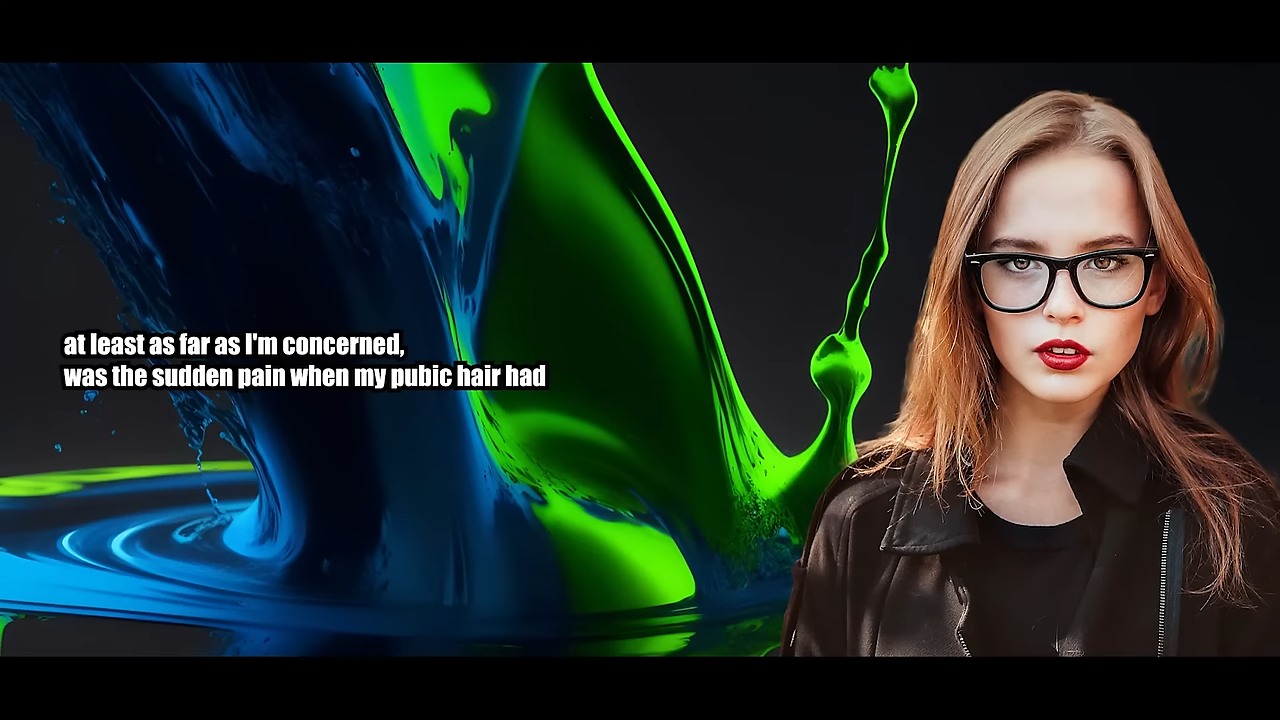 at least as far as I'm concerned,
was the sudden pain when my pubic hair had